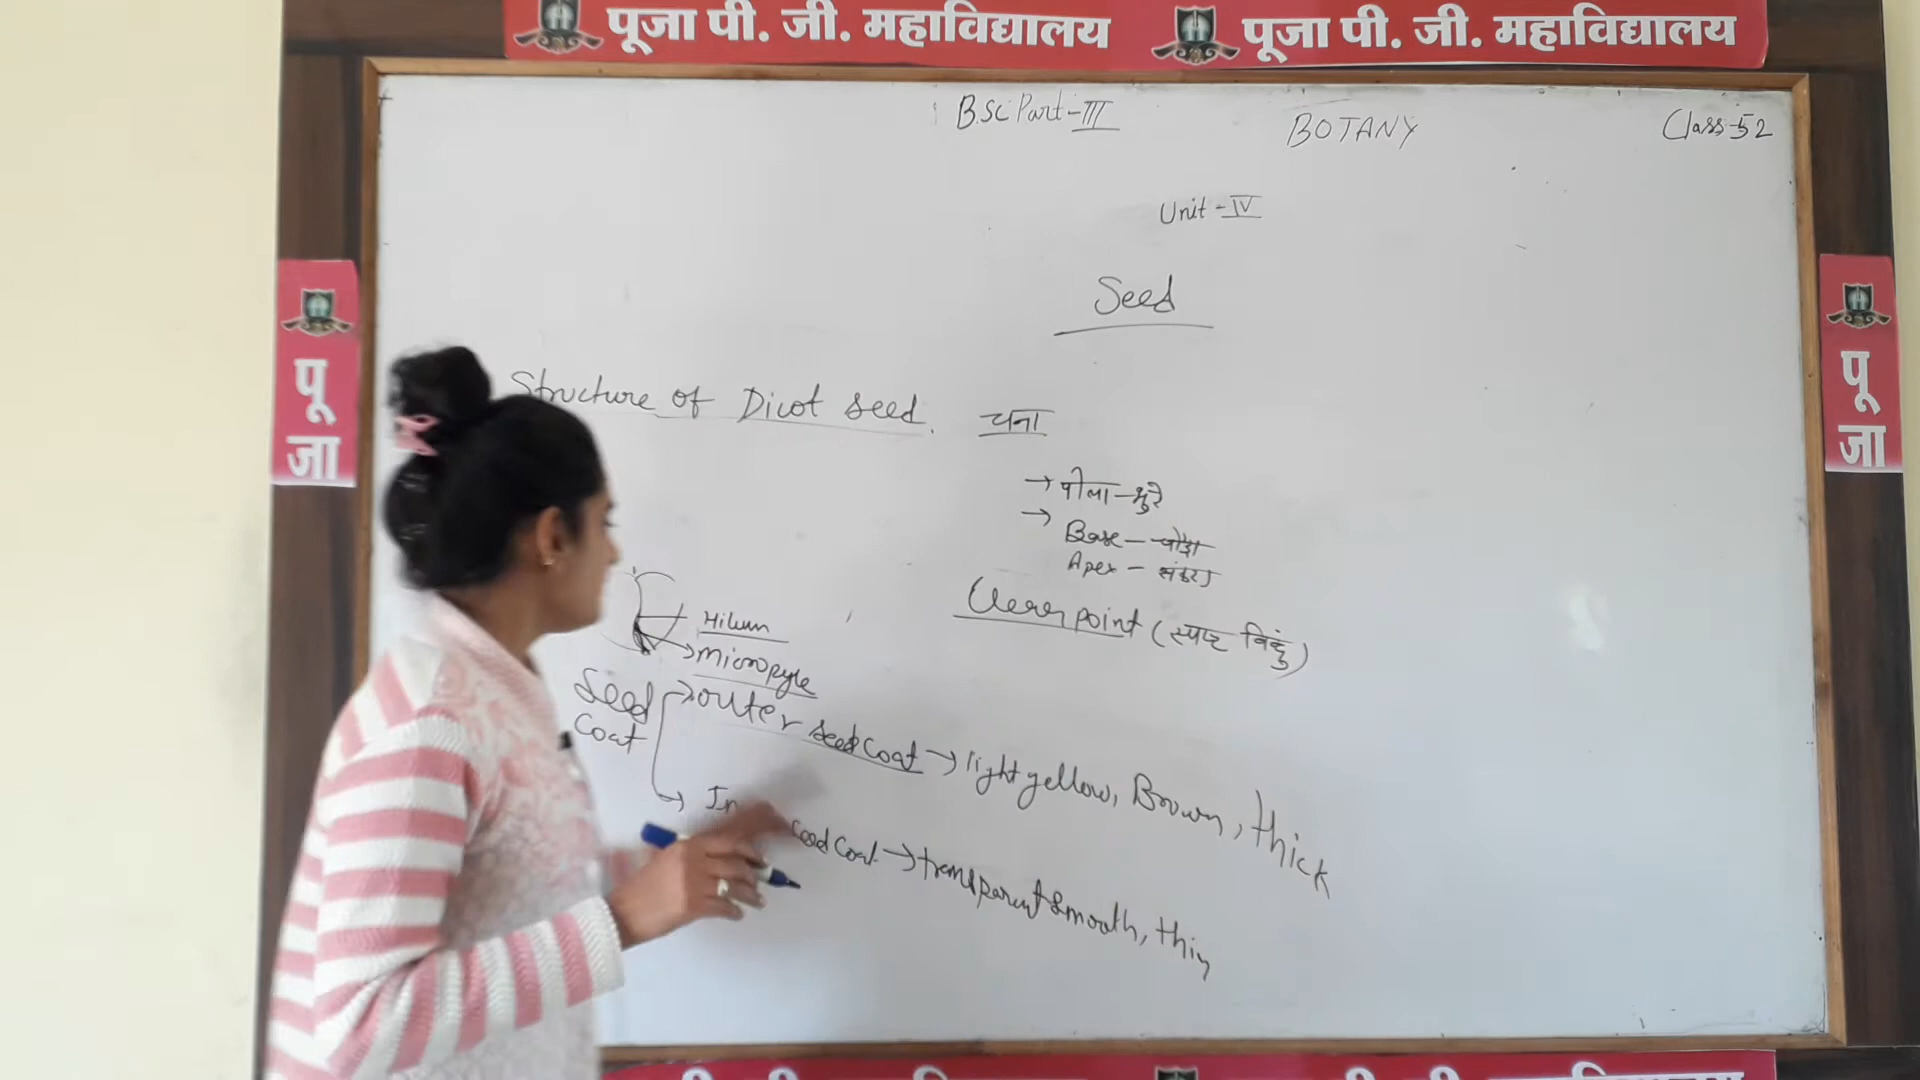 पूजा पी. जी. महाविद्यालय पूजा पी. जी. महाविद्यालय
B.Sc Part-III BOTANY Class-52
Unit-IV
Seed
Structure of Dicot seed. चना
→ पीला-भुरे
→ Base - चौड़ा
Apex - संकरा
Clear point (स्पष्ट बिंदु)
Hilum
→ Micropyle
Seed Coat
→ outer seed coat → light yellow, Brown, thick
→ In seed coat → transparent smooth, thin
पूजा
पूजा